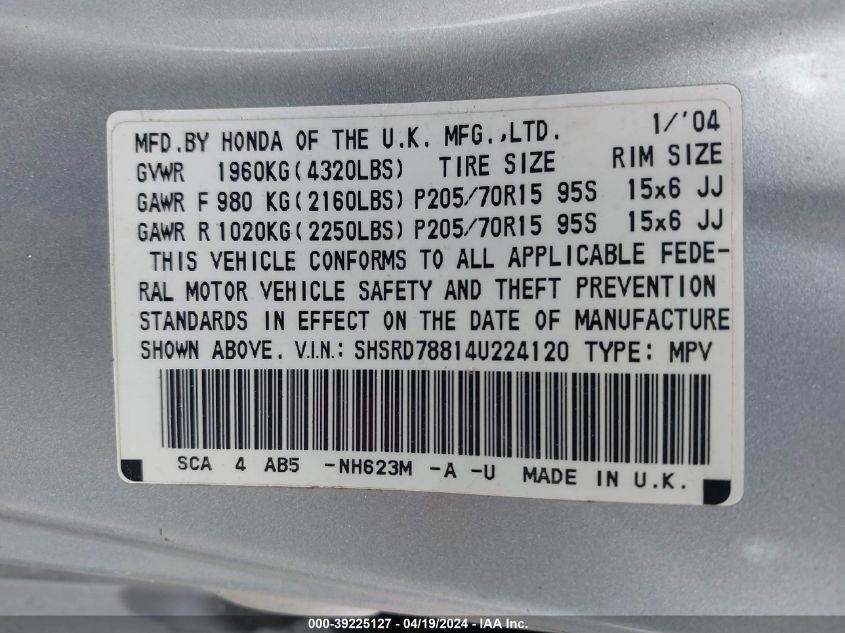 MFD.BY HONDA OF THE U.K. MFG.,LTD. 1/'04
GVWR 1960KG(4320LBS) TIRE SIZE RIM SIZE
GAWR F 980 KG(2160LBS) P205/70R15 95S 15x6 JJ
GAWR R 1020KG(2250LBS) P205/70R15 95S 15x6 JJ
THIS VEHICLE CONFORMS TO ALL APPLICABLE FEDE-
RAL MOTOR VEHICLE SAFETY AND THEFT PREVENTION
STANDARDS IN EFFECT ON THE DATE OF MANUFACTURE
SHOWN ABOVE. V.I.N.: SHSRD78814U224120 TYPE: MPV
SCA 4 AB5 -NH623M -A -U MADE IN U.K.
000-39225127 - 04/19/2024 - IAA Inc.